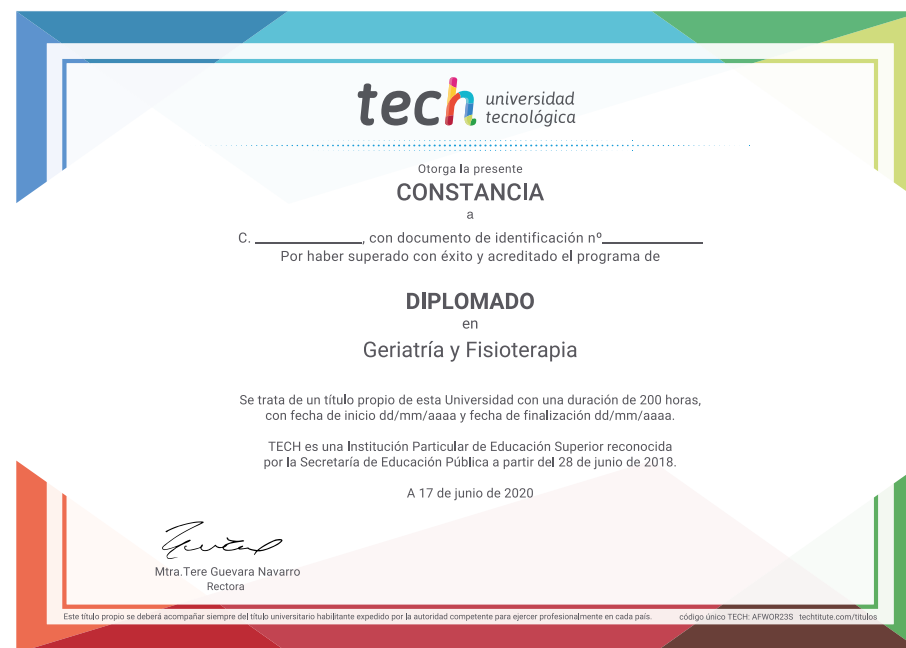 tech universidad
tecnológica
Otorga la presente
CONSTANCIA
a
C. ____________, con documento de identificación nº____________
Por haber superado con éxito y acreditado el programa de
DIPLOMADO
en
Geriatría y Fisioterapia
Se trata de un título propio de esta Universidad con una duración de 200 horas,
con fecha de inicio dd/mm/aaaa y fecha de finalización dd/mm/aaaa.
TECH es una Institución Particular de Educación Superior reconocida
por la Secretaría de Educación Pública a partir del 28 de junio de 2018.
A 17 de junio de 2020
Mtra.Tere Guevara Navarro
Rectora
Este título propio se deberá acompañar siempre del título universitario habilitante expedido por la autoridad competente para ejercer profesionalmente en cada país. código único TECH: AFWOR23S techtitute.com/titulos